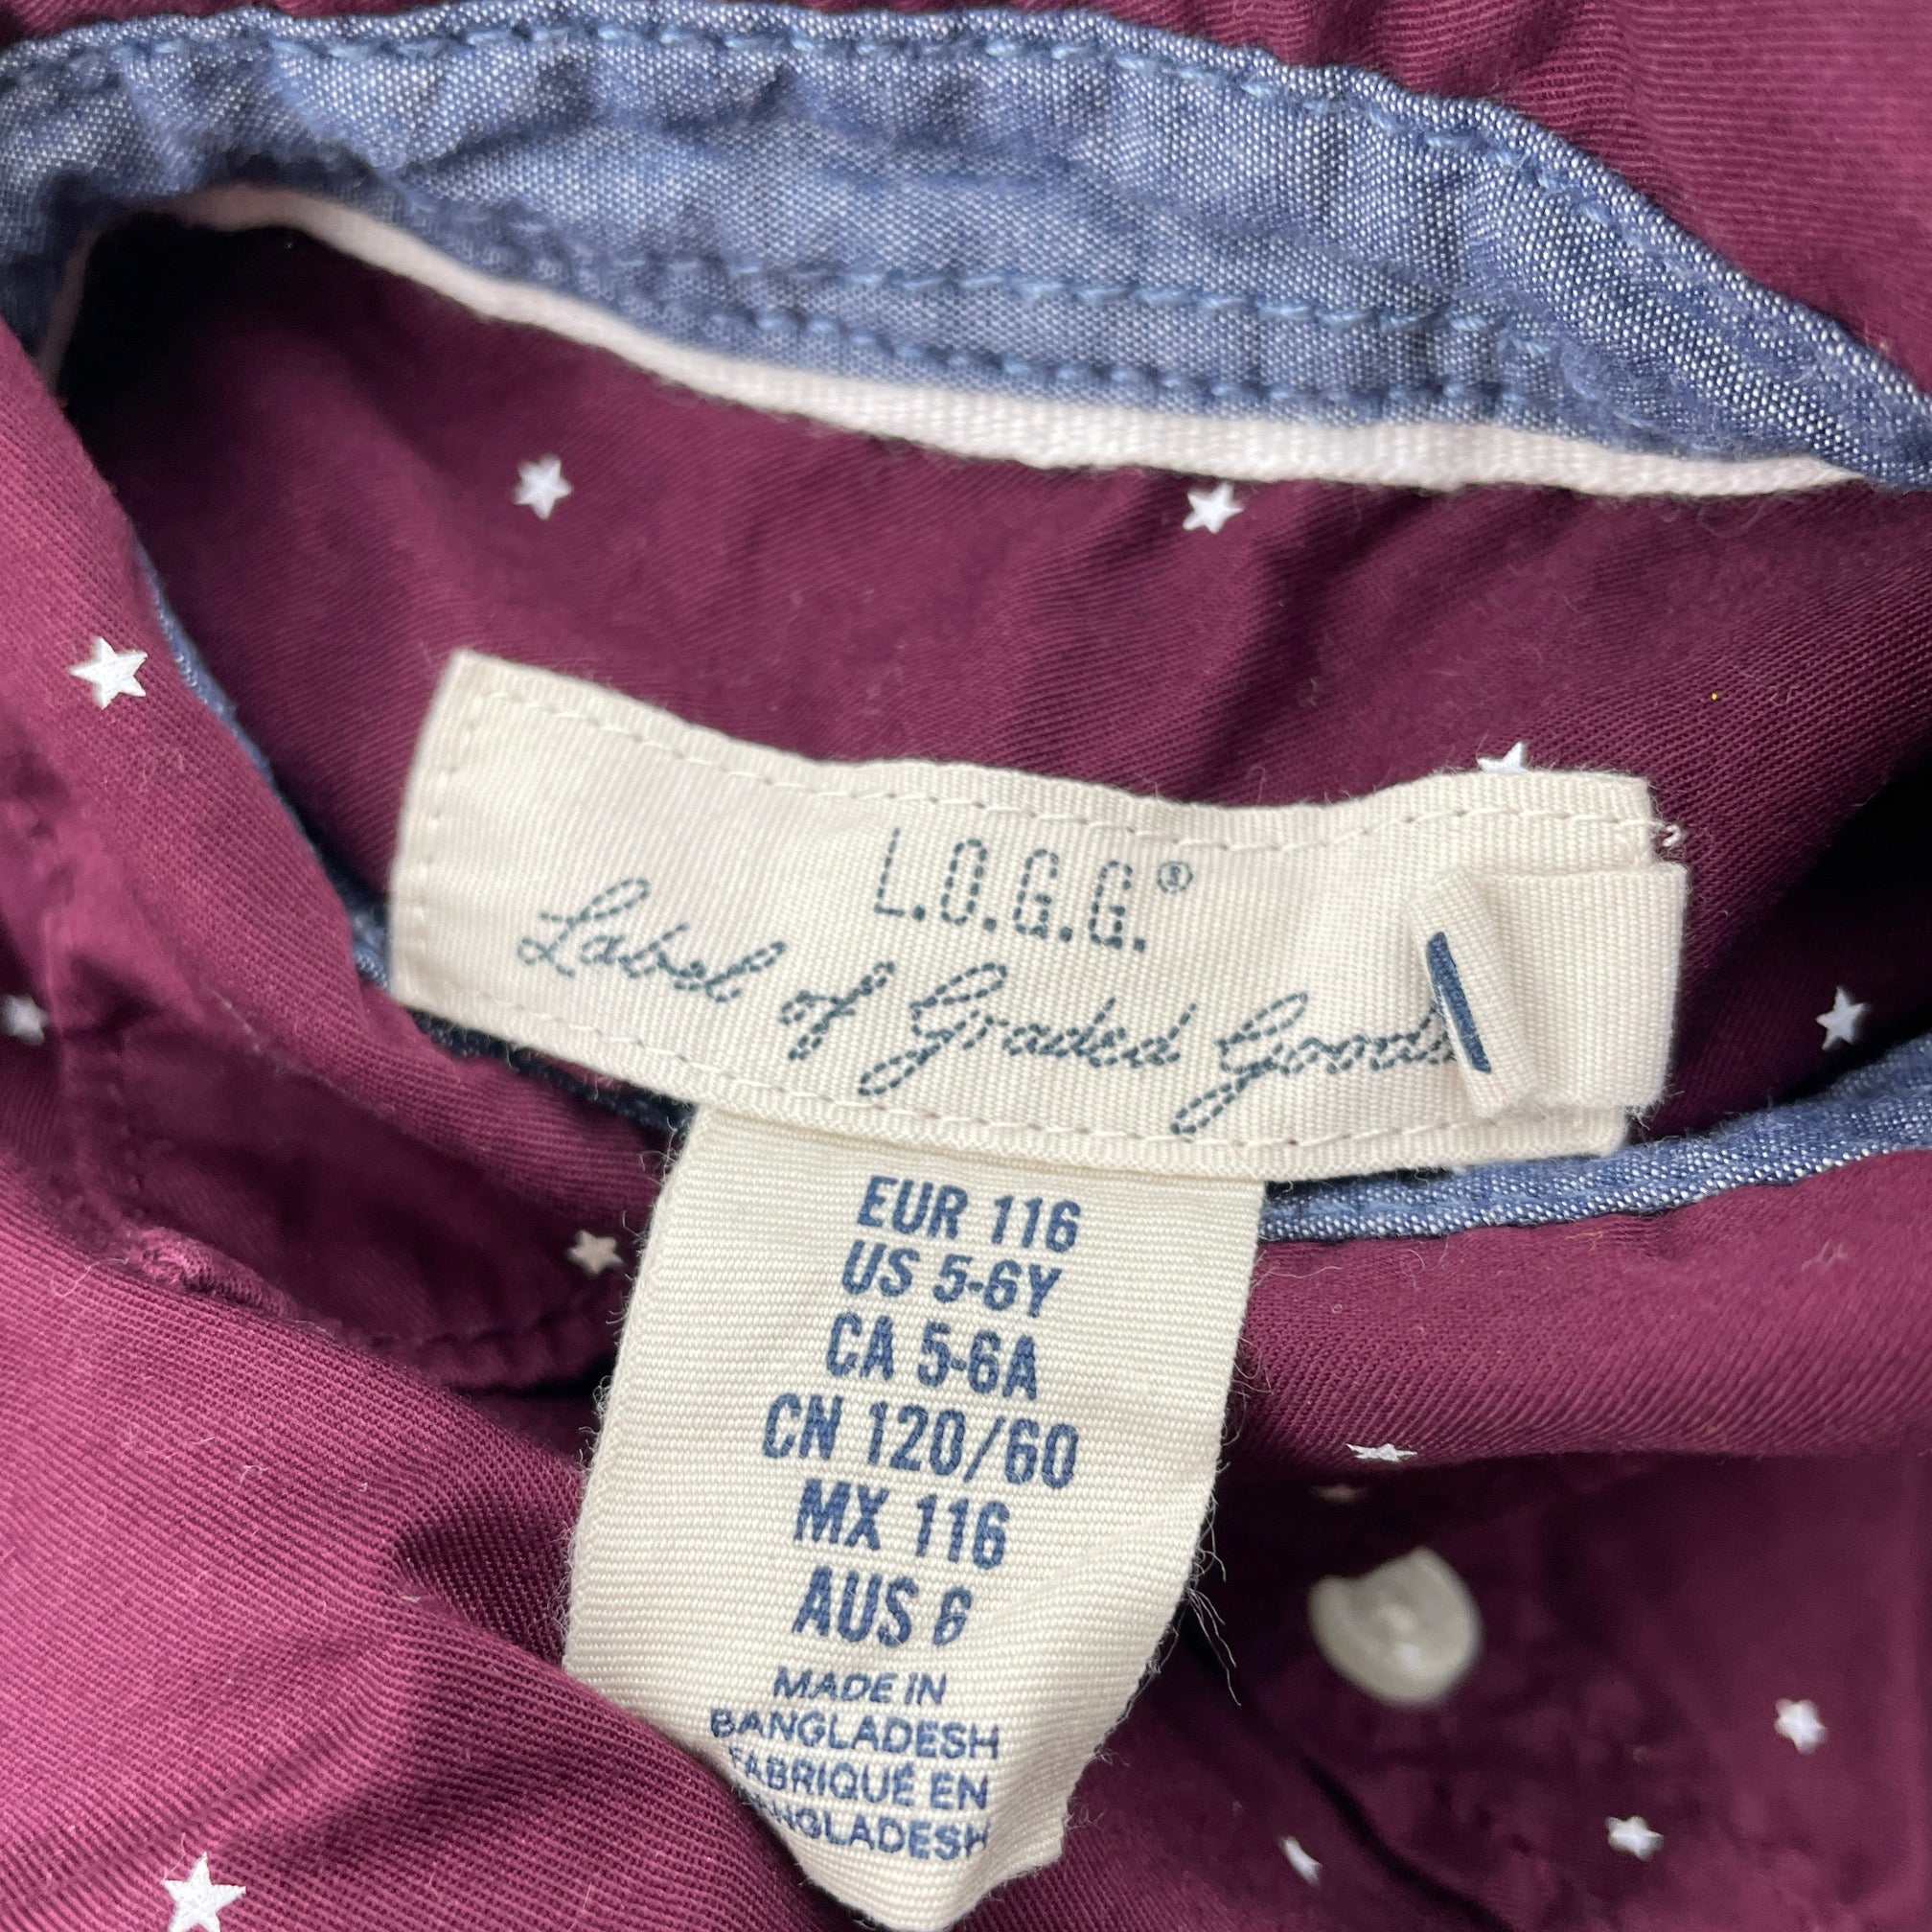 L.O.G.G.®
Label of Graded Goods
EUR 116
US 5-6Y
CA 5-6A
CN 120/60
MX 116
AUS 6
MADE IN
BANGLADESH
FABRIQUÉ EN
BANGLADESH